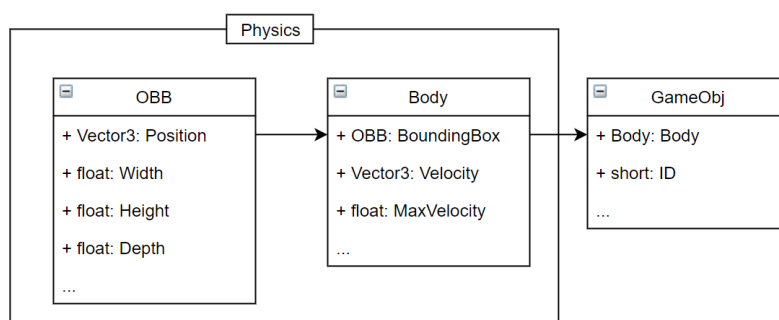 Physics
OBB
+ Vector3: Position
+ float: Width
+ float: Height
+ float: Depth
...
Body
+ OBB: BoundingBox
+ Vector3: Velocity
+ float: MaxVelocity
...
GameObj
+ Body: Body
+ short: ID
...